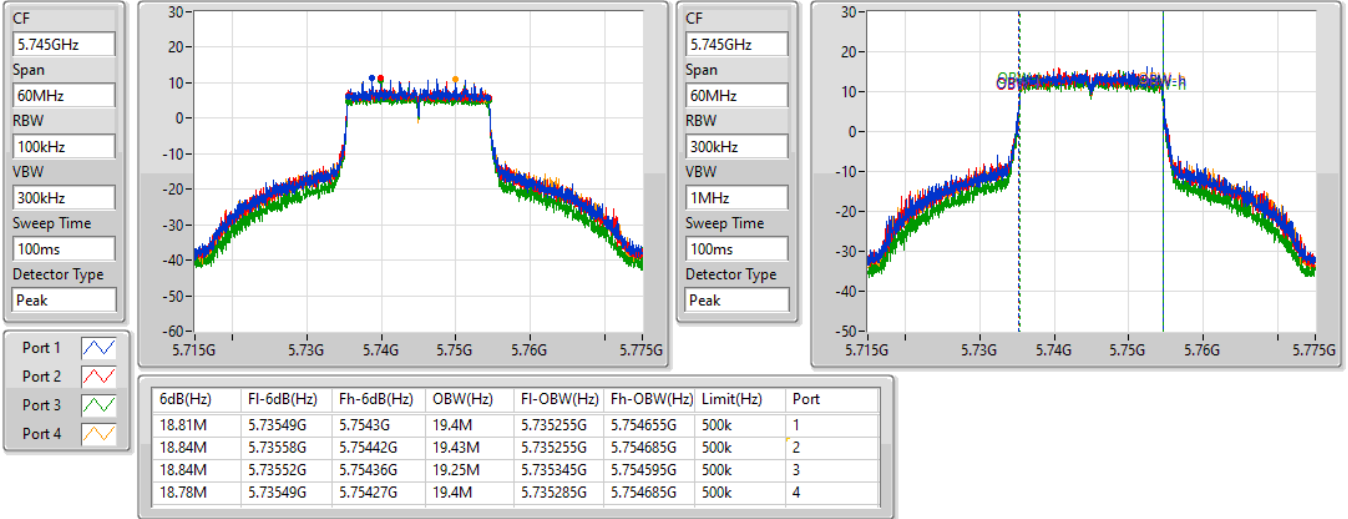 CF
5.745GHz
Span
60MHz
RBW
100kHz
VBW
300kHz
Sweep Time
100ms
Detector Type
Peak
30
20
10
0
-10
-20
-30
-40
-50
-60
5.715G 5.73G 5.74G 5.75G 5.76G 5.775G
CF
5.745GHz
Span
60MHz
RBW
300kHz
VBW
1MHz
Sweep Time
100ms
Detector Type
Peak
30
20
10
0
-10
-20
-30
-40
-50
OBW-h
5.715G 5.73G 5.74G 5.75G 5.76G 5.775G
Port 1
Port 2
Port 3
Port 4
6dB(Hz) Fl-6dB(Hz) Fh-6dB(Hz) OBW(Hz) Fl-OBW(Hz) Fh-OBW(Hz) Limit(Hz) Port
18.81M 5.73549G 5.7543G 19.4M 5.735255G 5.754655G 500k 1
18.84M 5.73558G 5.75442G 19.43M 5.735255G 5.754685G 500k 2
18.84M 5.73552G 5.75436G 19.25M 5.735345G 5.754595G 500k 3
18.78M 5.73549G 5.75427G 19.4M 5.735285G 5.754685G 500k 4